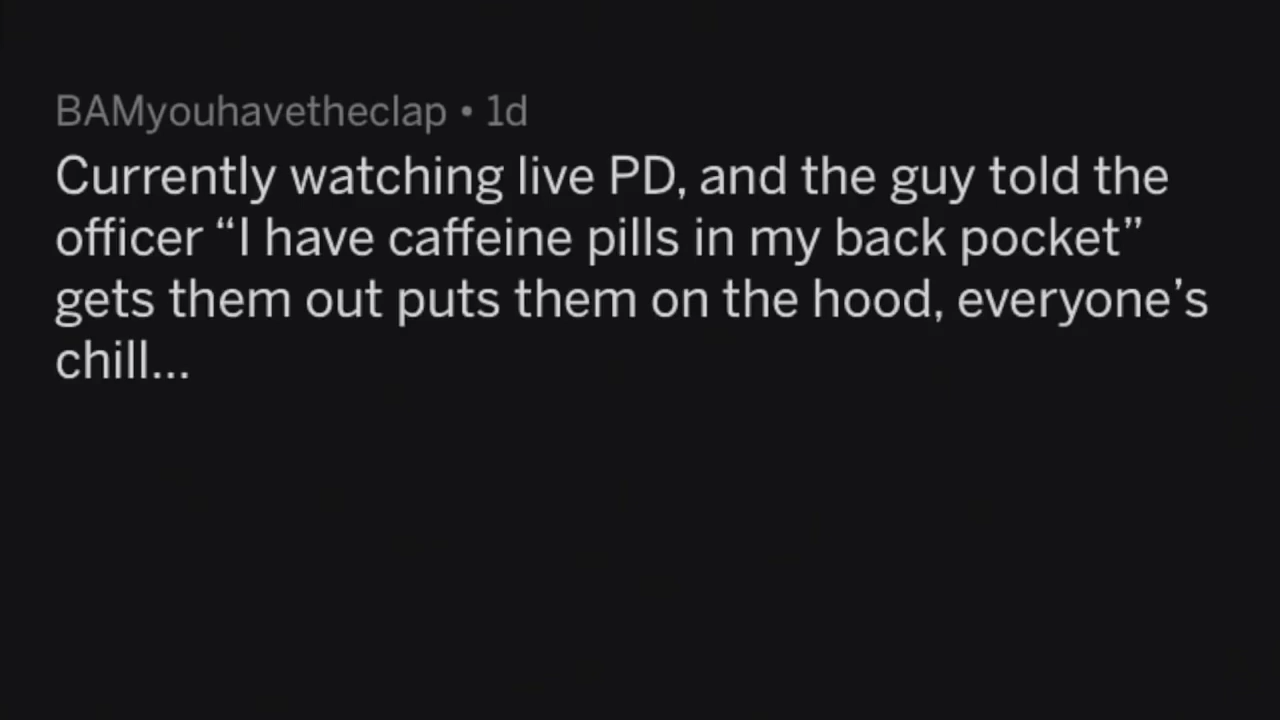 BAMyouhavetheclap • 1d
Currently watching live PD, and the guy told the
officer “I have caffeine pills in my back pocket”
gets them out puts them on the hood, everyone’s
chill...